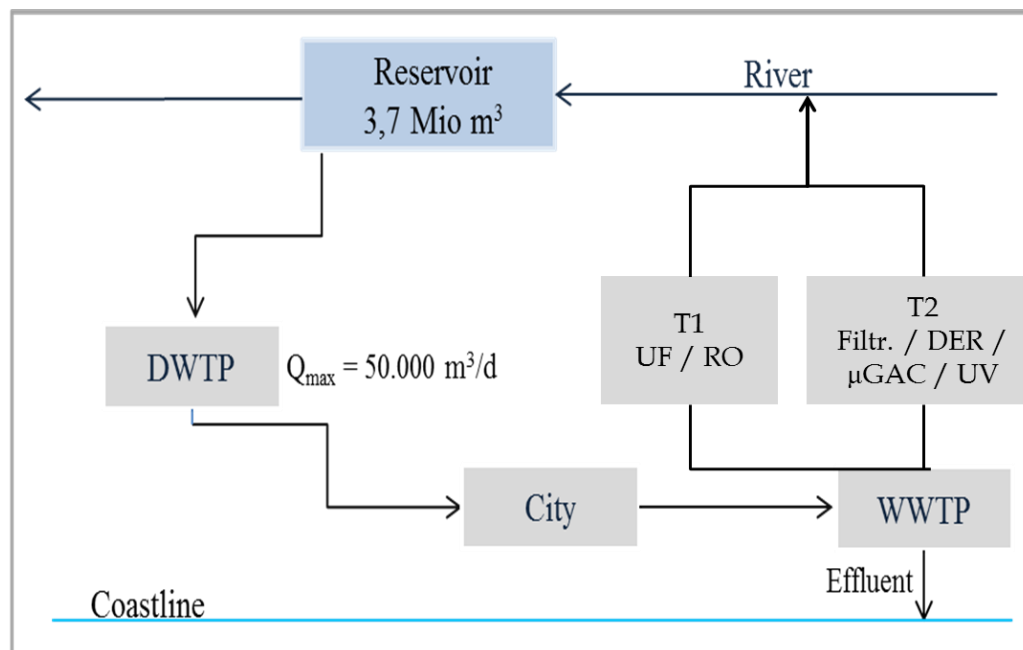 Reservoir
3,7 Mio m³
River
T1
UF / RO
T2
Filtr. / DER /
µGAC / UV
DWTP
Qmax = 50.000 m³/d
City
WWTP
Effluent
Coastline